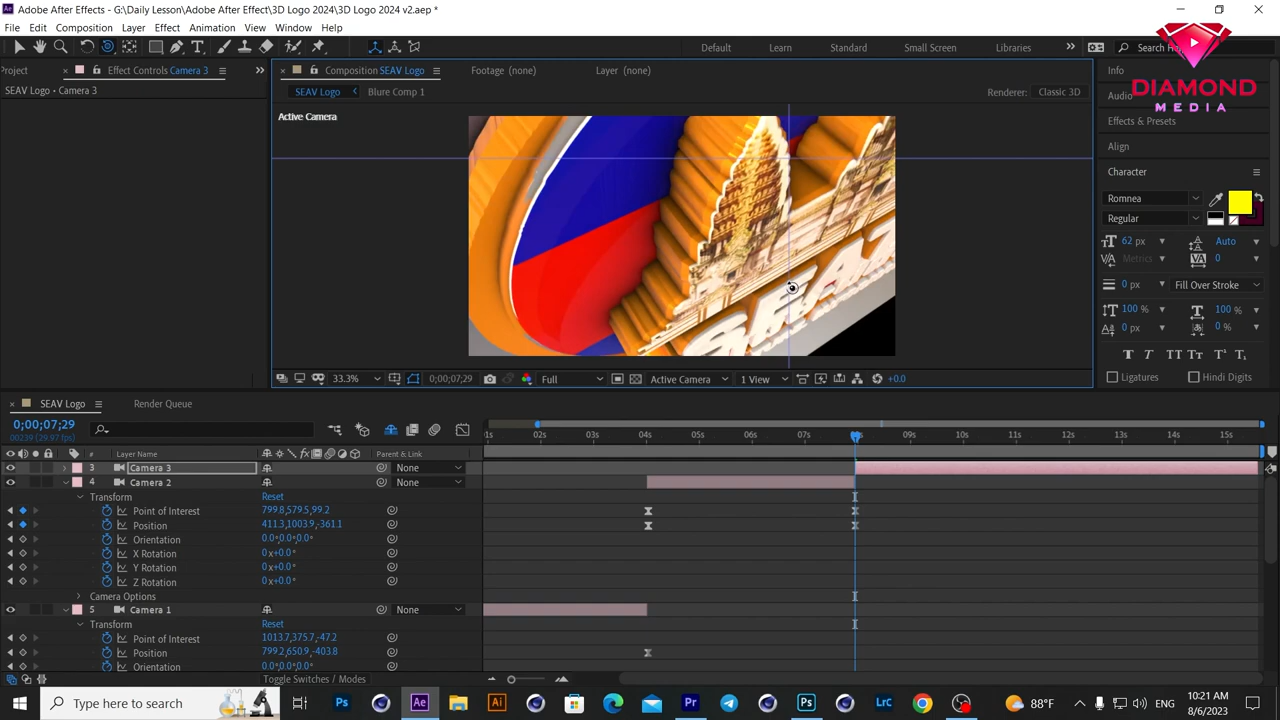 Adobe After Effects - G:\Daily Lesson\After Effect\3D Logo 2024\3D Logo 2024 v2.aep *
File Edit Composition Layer Effect Animation View Window Help
Default Learn Standard Small Screen Libraries Search He
DIAMOND
MEDIA
Project Effect Controls Camera 3
Composition SEAV Logo Footage (none) Layer (none)
SEAV Logo • Camera 3
SEAV Logo Blure Comp 1 Renderer: Classic 3D
Active Camera
Info
Audio
Effects & Presets
Align
Character
Romnea
Regular
62 px Auto
Metrics 0
0 px Fill Over Stroke
100 % 100 %
0 px 0 %
T T TT Tt T¹ T₁
Ligatures Hindi Digits
33.3% 0;00;07;29 Full Active Camera 1 View +0.0
SEAV Logo Render Queue
0;00;07;29
00239 (29.97 fps)
02s 03s 04s 05s 06s 07s 09s 10s 11s 12s 13s 14s 15s
# Layer Name Parent & Link
3 Camera 3 None
4 Camera 2 None
Transform Reset
Point of Interest 799.8,579.5,99.2
Position 411.3,1003.9,-361.1
Orientation 0.0°,0.0°,0.0°
X Rotation 0x+0.0°
Y Rotation 0x+0.0°
Z Rotation 0x+0.0°
Camera Options
5 Camera 1 None
Transform Reset
Point of Interest 1013.7,375.7,-47.2
Position 799.2,650.9,-403.8
Orientation 0.0°,0.0°,0.0°
Toggle Switches / Modes
Type here to search
88°F ENG 10:21 AM
8/6/2023